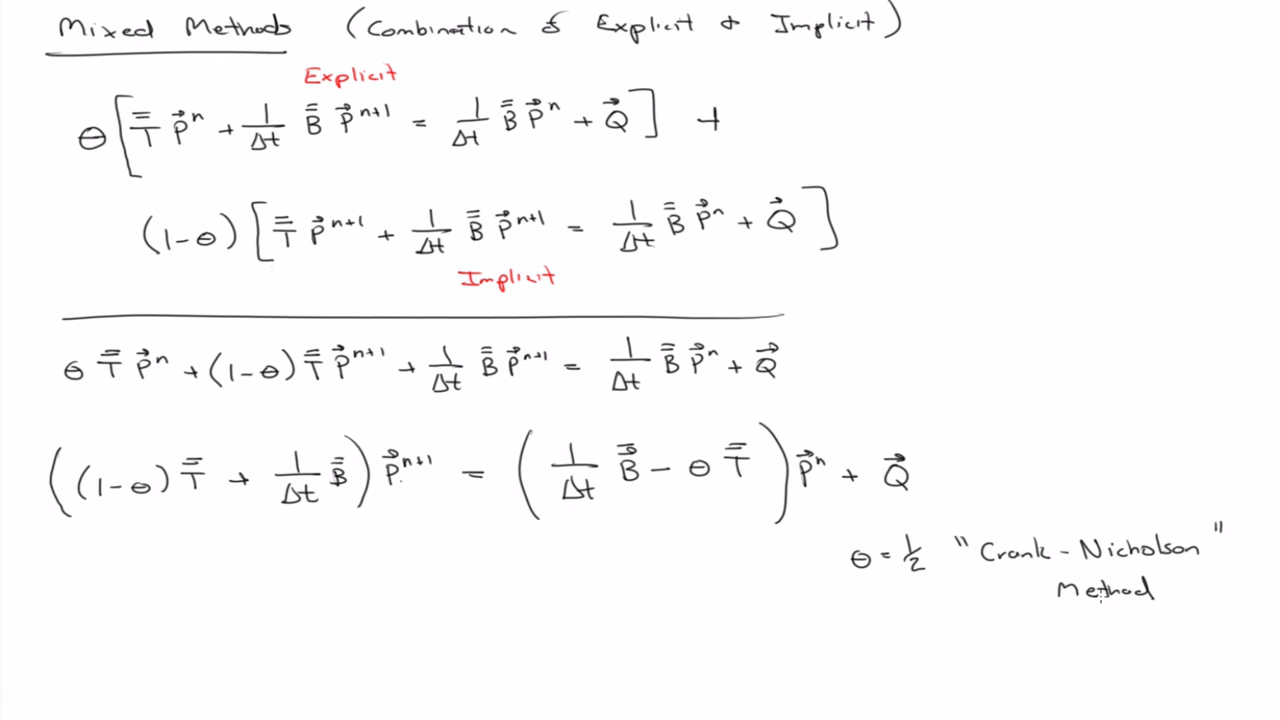 Mixed Methods (Combination of Explicit & Implicit)
Explicit
θ [ T̿ P⃗ⁿ + 1/Δt B̿ P⃗ⁿ⁺¹ = 1/Δt B̿ P⃗ⁿ + Q⃗ ] +
(1-θ) [ T̿ P⃗ⁿ⁺¹ + 1/Δt B̿ P⃗ⁿ⁺¹ = 1/Δt B̿ P⃗ⁿ + Q⃗ ]
Implicit
θ T̿ P⃗ⁿ + (1-θ) T̿ P⃗ⁿ⁺¹ + 1/Δt B̿ P⃗ⁿ⁺¹ = 1/Δt B̿ P⃗ⁿ + Q⃗
((1-θ) T̿ + 1/Δt B̿) P⃗ⁿ⁺¹ = (1/Δt B̿ - θ T̿) P⃗ⁿ + Q⃗
θ = 1/2 "Crank-Nicholson"
Method